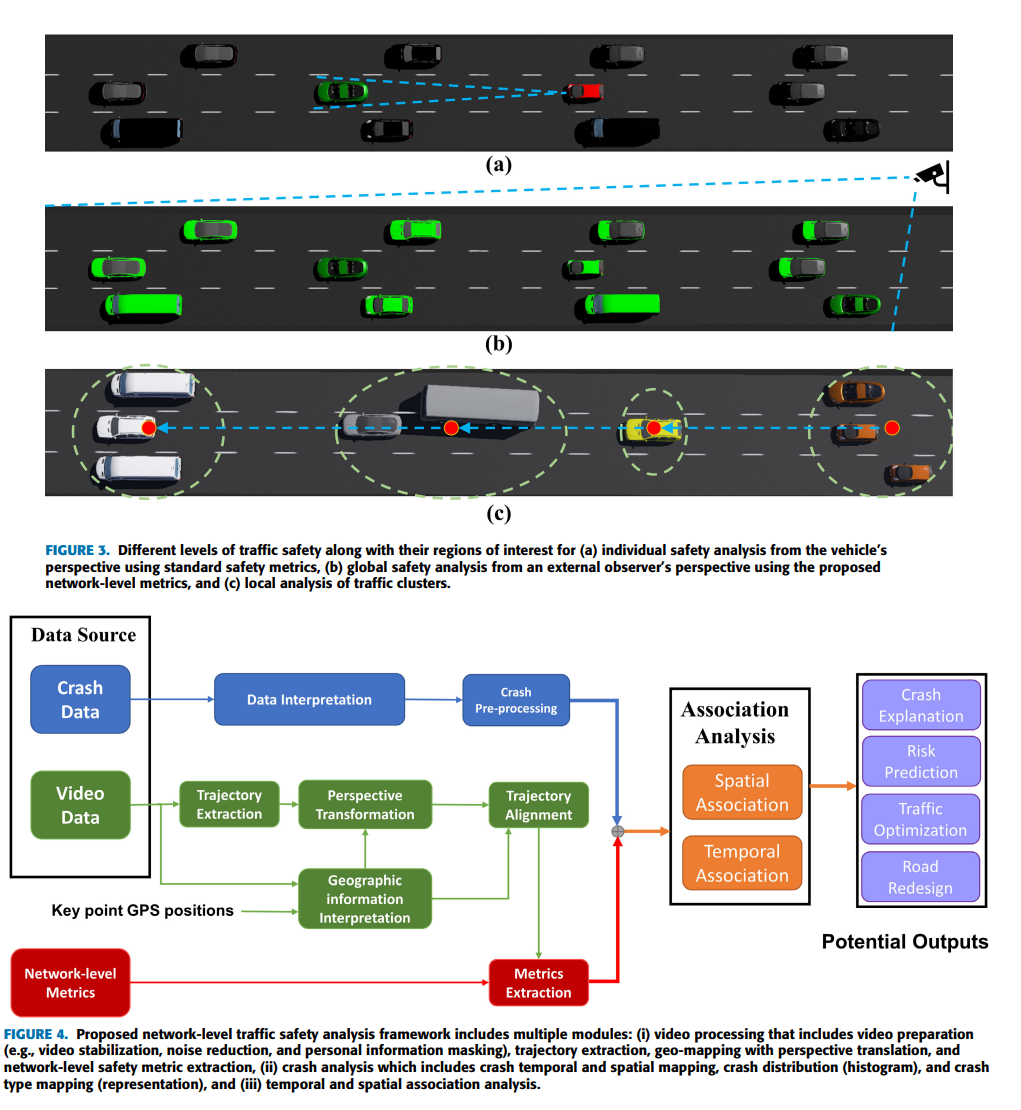 (a)
(b)
(c)
FIGURE 3. Different levels of traffic safety along with their regions of interest for (a) individual safety analysis from the vehicle's
perspective using standard safety metrics, (b) global safety analysis from an external observer's perspective using the proposed
network-level metrics, and (c) local analysis of traffic clusters.
Data Source
Crash
Data
Data Interpretation
Crash
Pre-processing
Video
Data
Trajectory
Extraction
Perspective
Transformation
Trajectory
Alignment
Geographic
information
Interpretation
Key point GPS positions
Network-level
Metrics
Metrics
Extraction
Association
Analysis
Spatial
Association
Temporal
Association
Crash
Explanation
Risk
Prediction
Traffic
Optimization
Road
Redesign
Potential Outputs
FIGURE 4. Proposed network-level traffic safety analysis framework includes multiple modules: (i) video processing that includes video preparation
(e.g., video stabilization, noise reduction, and personal information masking), trajectory extraction, geo-mapping with perspective translation, and
network-level safety metric extraction, (ii) crash analysis which includes crash temporal and spatial mapping, crash distribution (histogram), and crash
type mapping (representation), and (iii) temporal and spatial association analysis.